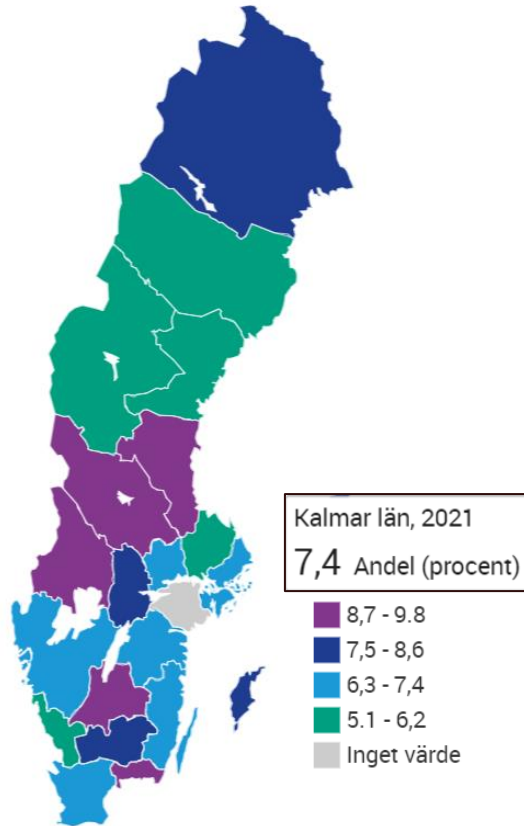 Kalmar län, 2021
7,4 Andel (procent)
8,7 - 9.8
7,5 - 8,6
6,3 - 7,4
5.1 - 6,2
Inget värde